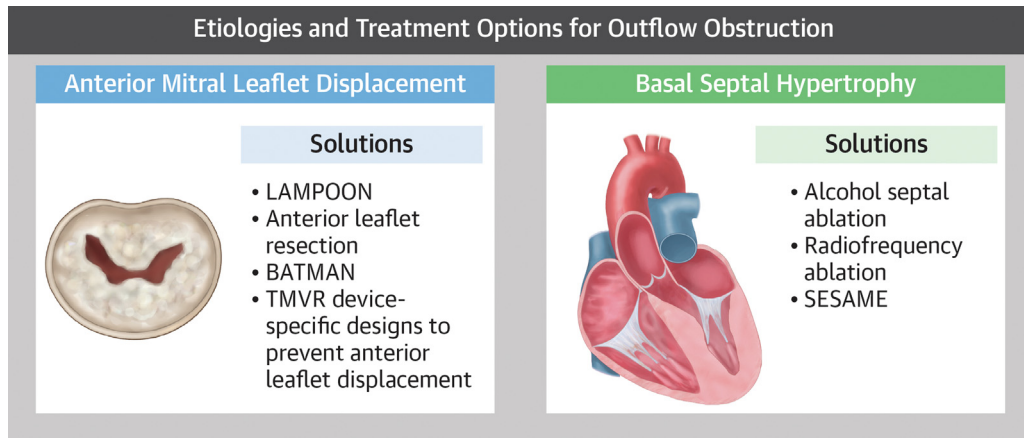 Etiologies and Treatment Options for Outflow Obstruction
Anterior Mitral Leaflet Displacement
Solutions
• LAMPOON
• Anterior leaflet
resection
• BATMAN
• TMVR device-
specific designs to
prevent anterior
leaflet displacement
Basal Septal Hypertrophy
Solutions
• Alcohol septal
ablation
• Radiofrequency
ablation
• SESAME